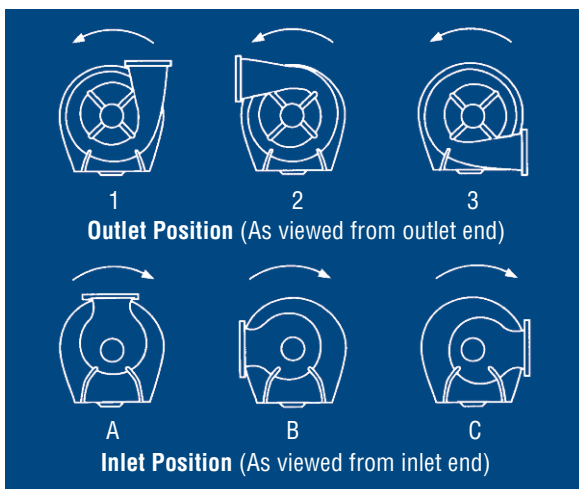 1 2 3
Outlet Position (As viewed from outlet end)
A B C
Inlet Position (As viewed from inlet end)